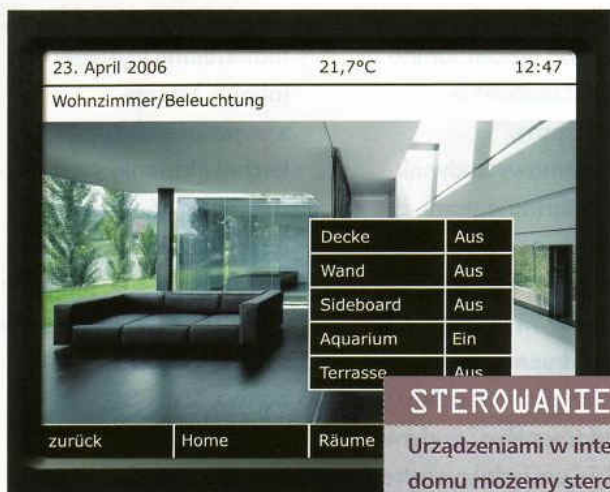 23. April 2006 21,7°C 12:47
Wohnzimmer/Beleuchtung
Decke Aus
Wand Aus
Sideboard Aus
Aquarium Ein
Terrasse Aus
zurück Home Räume
STEROWANIE
Urządzeniami w inte
domu możemy stero